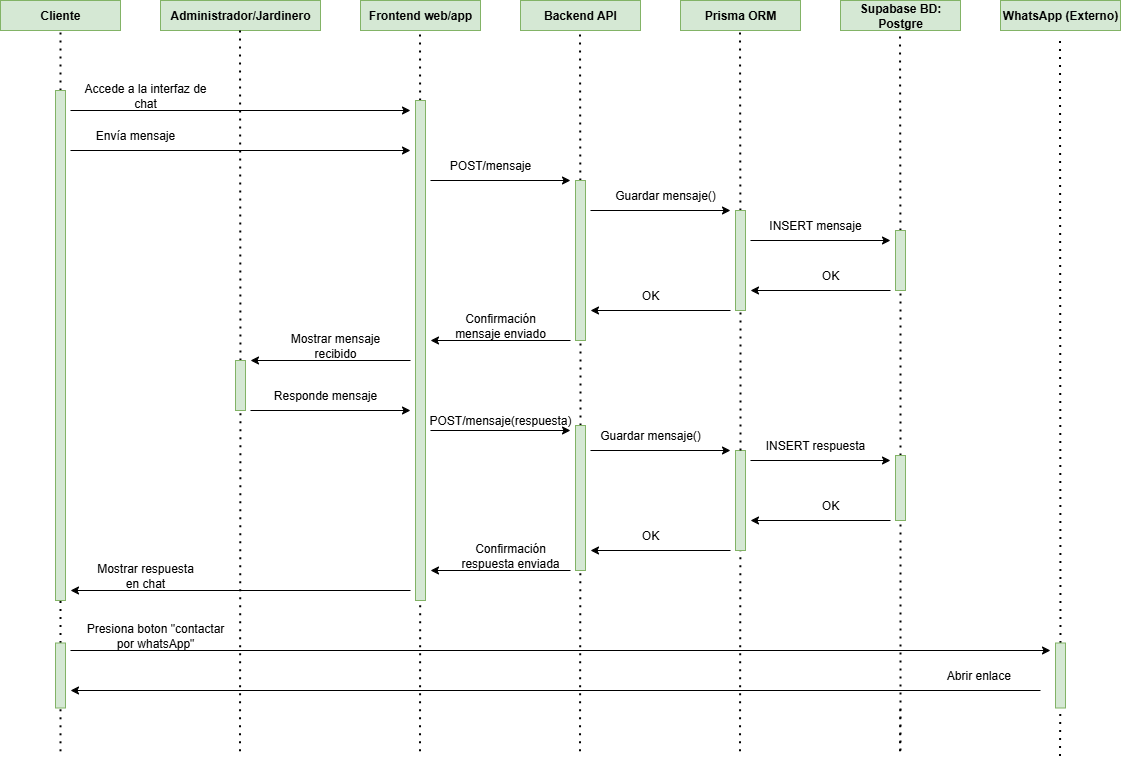 Cliente
Administrador/Jardinero
Frontend web/app
Backend API
Prisma ORM
Supabase BD:
Postgre
WhatsApp (Externo)
Accede a la interfaz de
chat
Envía mensaje
POST/mensaje
Guardar mensaje()
INSERT mensaje
OK
OK
Confirmación
mensaje enviado
Mostrar mensaje
recibido
Responde mensaje
POST/mensaje(respuesta)
Guardar mensaje()
INSERT respuesta
OK
OK
Confirmación
respuesta enviada
Mostrar respuesta
en chat
Presiona boton "contactar
por whatsApp"
Abrir enlace